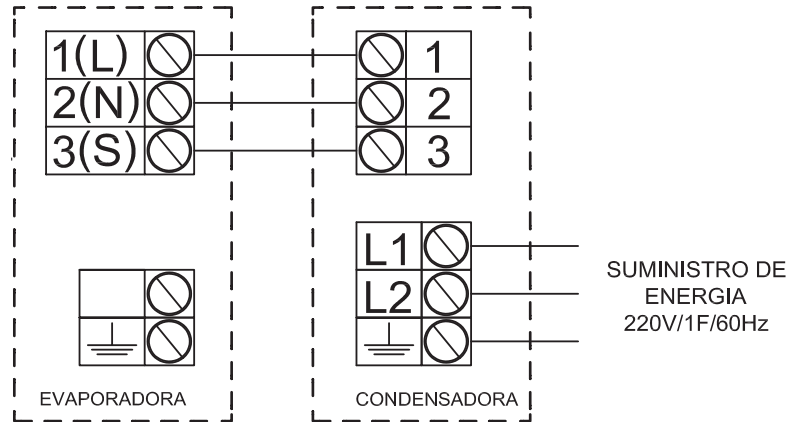 1(L)
2(N)
3(S)
1
2
3
L1
L2
SUMINISTRO DE
ENERGIA
220V/1F/60Hz
EVAPORADORA
CONDENSADORA